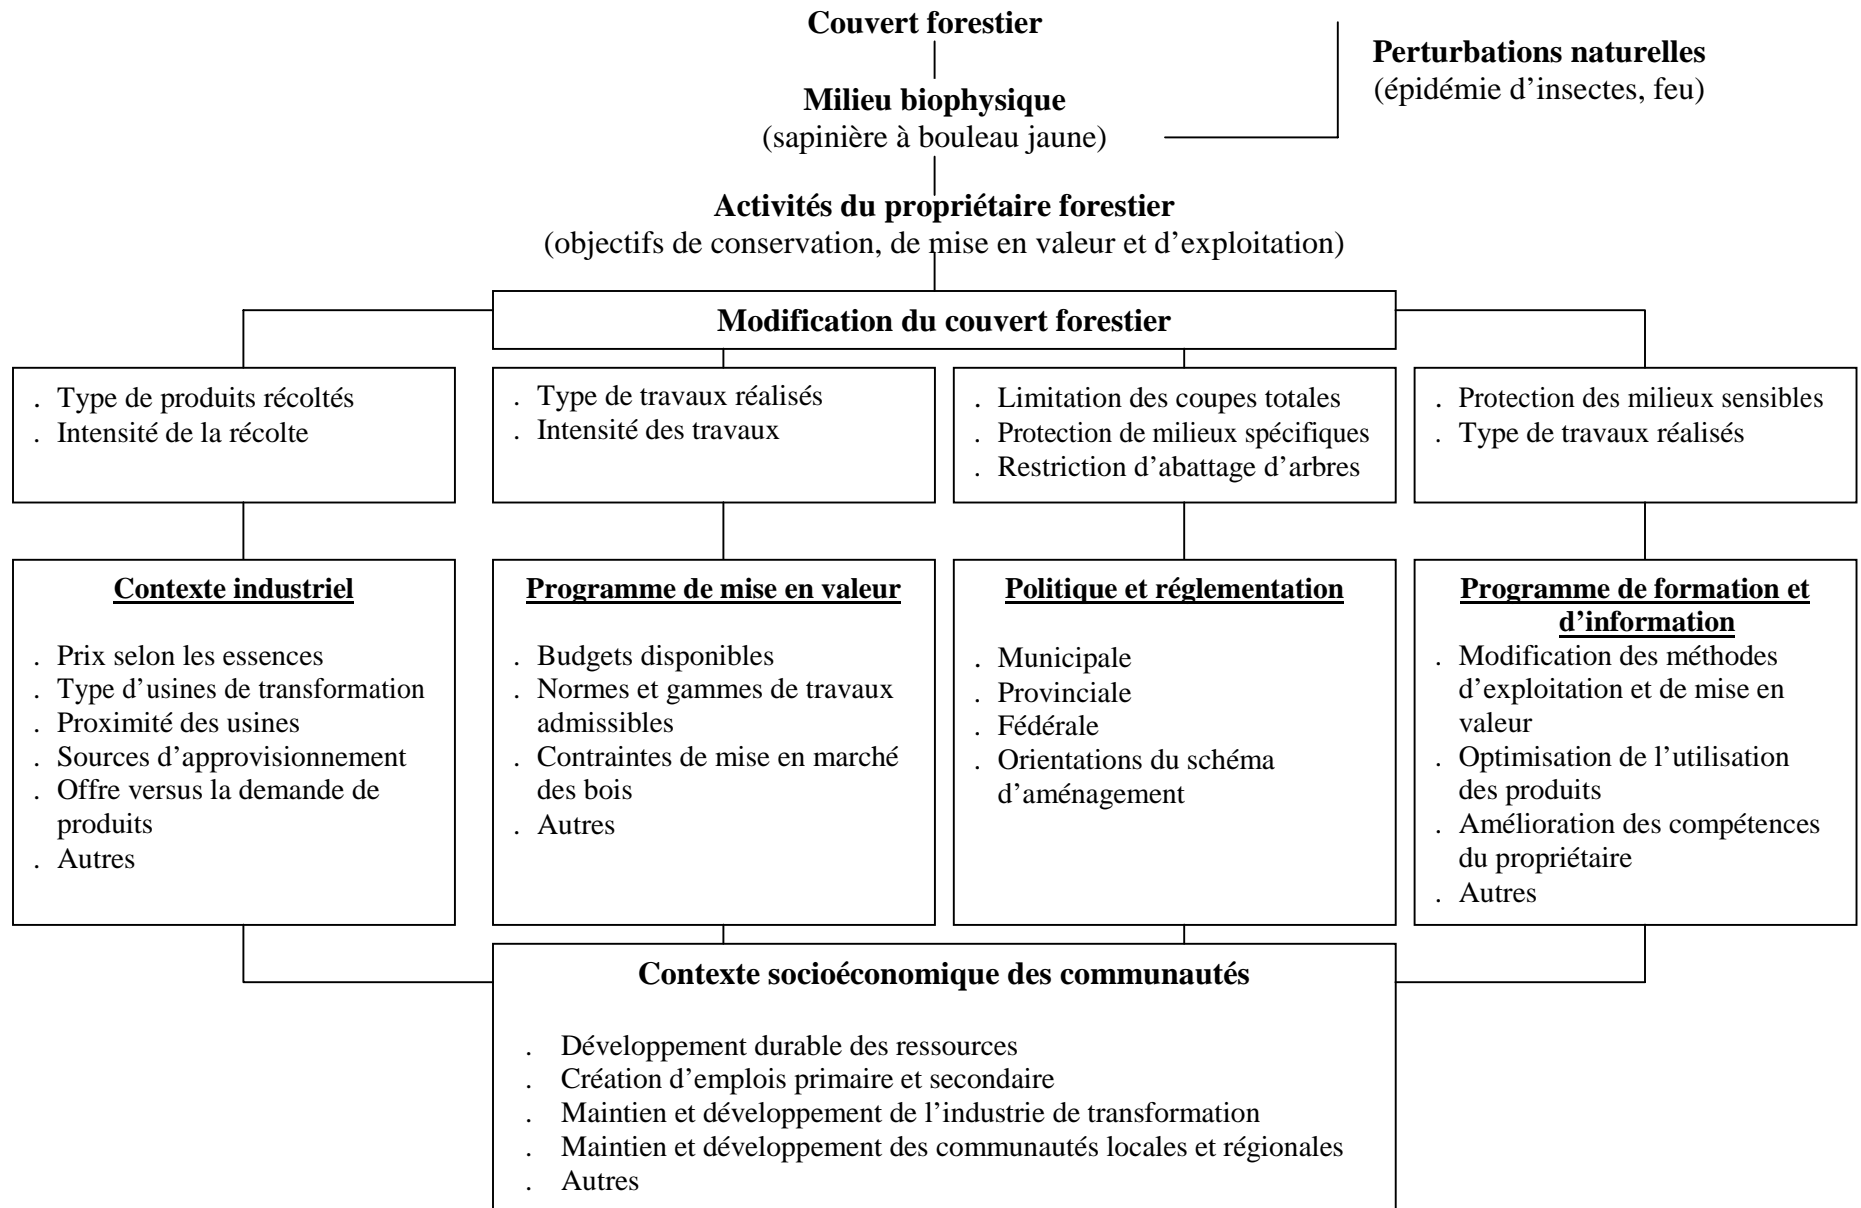 Couvert forestier
Perturbations naturelles
(épidémie d’insectes, feu)
Milieu biophysique
(sapinière à bouleau jaune)
Activités du propriétaire forestier
(objectifs de conservation, de mise en valeur et d’exploitation)
Modification du couvert forestier
. Type de produits récoltés
. Intensité de la récolte
. Type de travaux réalisés
. Intensité des travaux
. Limitation des coupes totales
. Protection de milieux spécifiques
. Restriction d’abattage d’arbres
. Protection des milieux sensibles
. Type de travaux réalisés
Contexte industriel
. Prix selon les essences
. Type d’usines de transformation
. Proximité des usines
. Sources d’approvisionnement
. Offre versus la demande de
produits
. Autres
Programme de mise en valeur
. Budgets disponibles
. Normes et gammes de travaux
admissibles
. Contraintes de mise en marché
des bois
. Autres
Politique et réglementation
. Municipale
. Provinciale
. Fédérale
. Orientations du schéma
d’aménagement
Programme de formation et
d’information
. Modification des méthodes
d’exploitation et de mise en
valeur
. Optimisation de l’utilisation
des produits
. Amélioration des compétences
du propriétaire
. Autres
Contexte socioéconomique des communautés
. Développement durable des ressources
. Création d’emplois primaire et secondaire
. Maintien et développement de l’industrie de transformation
. Maintien et développement des communautés locales et régionales
. Autres